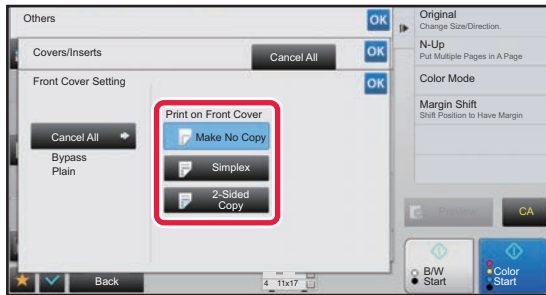 Others
OK
Covers/Inserts
Cancel All
OK
Front Cover Setting
OK
Print on Front Cover
Cancel All
Make No Copy
Bypass
Plain
Simplex
2-Sided
Copy
Back
4 11x17
Original
Change Size/Direction.
N-Up
Put Multiple Pages in A Page
Color Mode
Margin Shift
Shift Position to Have Margin
Preview
CA
B/W
Start
Color
Start